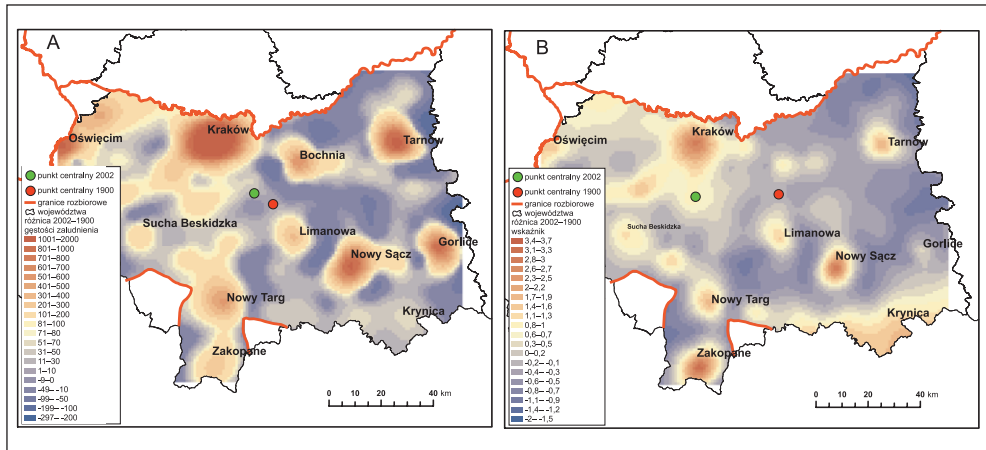 A
Kraków
Oświęcim
Tarnów
Bochnia
Sucha Beskidzka
Limanowa
Nowy Sącz
Gorlice
Nowy Targ
Krynica
Zakopane
punkt centralny 2002
punkt centralny 1900
granice rozbiorowe
województwa
różnica 2002–1900
gęstości zaludnienia
1001–2000
801–1000
701–800
601–700
501–600
401–500
301–400
201–300
101–200
81–100
71–80
51–70
31–50
11–30
1–10
-9–0
-49– -10
-99– -50
-199– -100
-297– -200
0 10 20 40
km
B
Kraków
Oświęcim
Tarnów
Sucha Beskidzka
Limanowa
Gorlice
Nowy Sącz
Nowy Targ
Krynica
Zakopane
punkt centralny 2002
punkt centralny 1900
granice rozbiorowe
województwa
różnica 2002–1900
wskaźnik
3,4–3,7
3,1–3,3
2,8–3
2,6–2,7
2,3–2,5
2–2,2
1,7–1,9
1,4–1,6
1,1–1,3
0,8–1
0,6–0,7
0,3–0,5
0–0,2
-0,2– -0,1
-0,4– -0,3
-0,6– -0,5
-0,8– -0,7
-1,1– -0,9
-1,4– -1,2
-2– -1,5
0 10 20 40
km